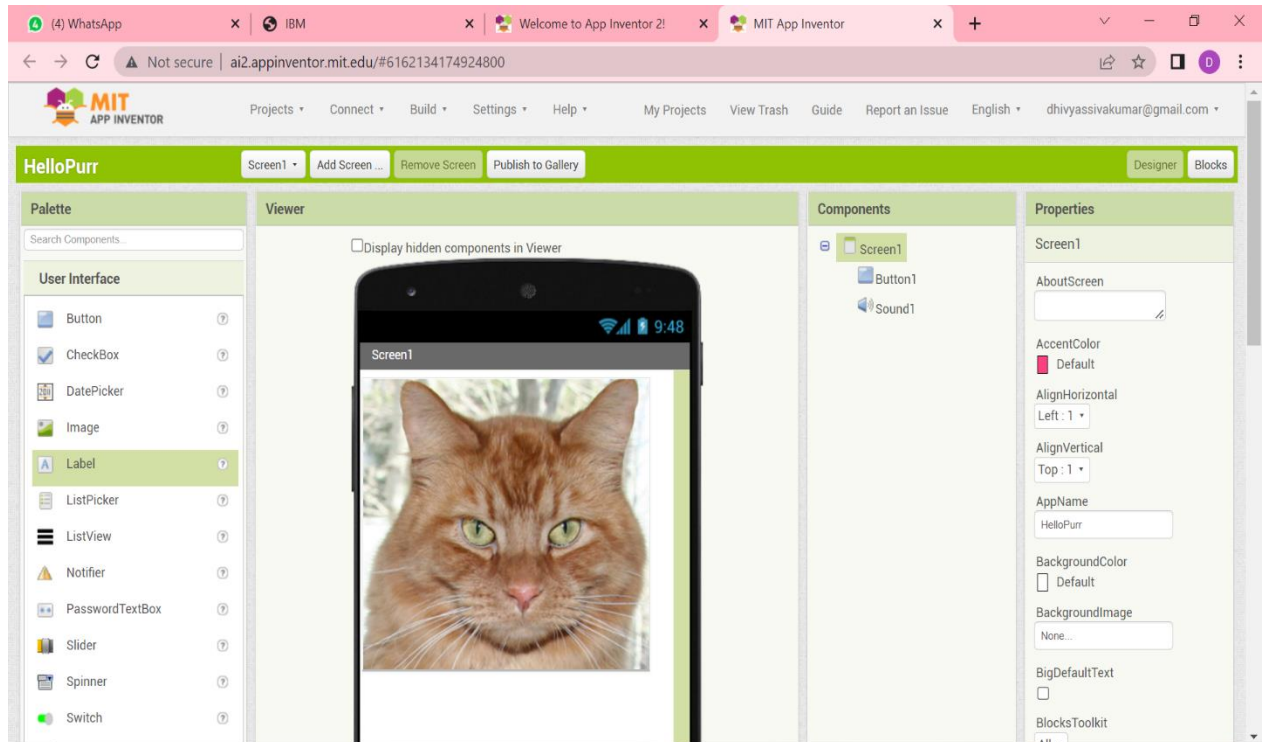 (4) WhatsApp
IBM
Welcome to App Inventor 2!
MIT App Inventor
Not secure
ai2.appinventor.mit.edu/#6162134174924800
D
MIT
APP INVENTOR
Projects
Connect
Build
Settings
Help
My Projects
View Trash
Guide
Report an Issue
English
dhivyassivakumar@gmail.com
HelloPurr
Screen1
Add Screen ...
Remove Screen
Publish to Gallery
Designer
Blocks
Palette
Search Components...
User Interface
Button
CheckBox
DatePicker
Image
Label
ListPicker
ListView
Notifier
PasswordTextBox
Slider
Spinner
Switch
Viewer
Display hidden components in Viewer
9:48
Screen1
Components
Screen1
Button1
Sound1
Properties
Screen1
AboutScreen
AccentColor
Default
AlignHorizontal
Left : 1
AlignVertical
Top : 1
AppName
HelloPurr
BackgroundColor
Default
BackgroundImage
None...
BigDefaultText
BlocksToolkit